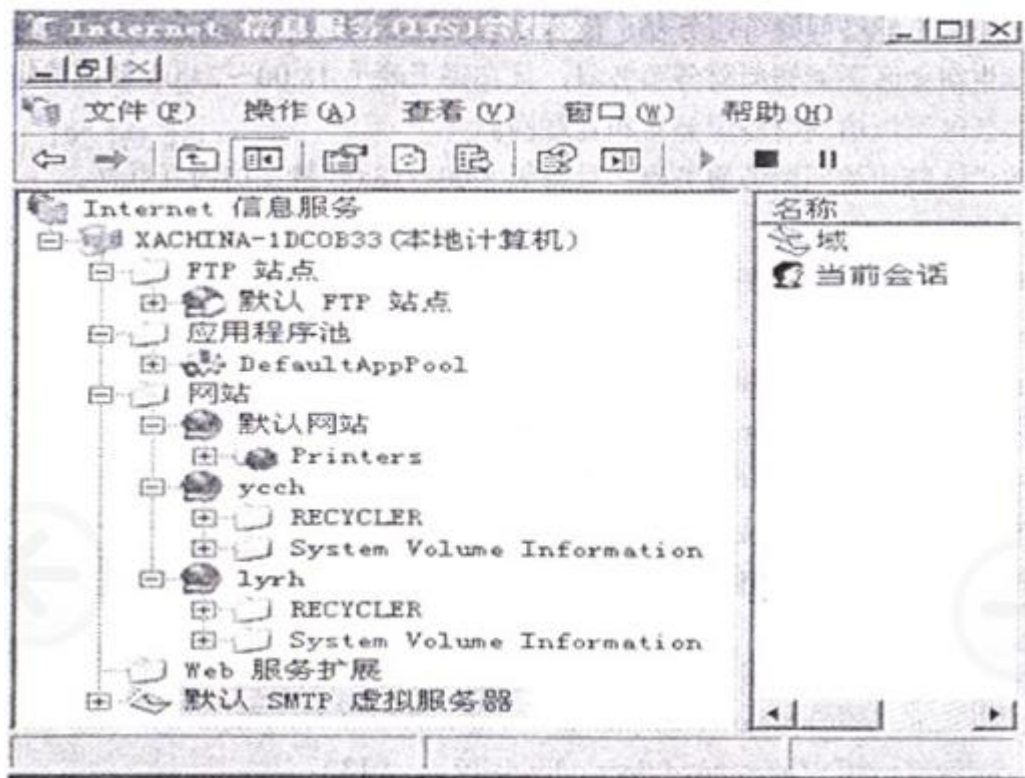 Internet 信息服务(IIS)管理器
文件(F) 操作(A) 查看(V) 窗口(W) 帮助(H)
Internet 信息服务
XACHINA-1DCOB33(本地计算机)
FTP 站点
默认 FTP 站点
应用程序池
DefaultAppPool
网站
默认网站
Printers
ycch
RECYCLER
System Volume Information
lyrh
RECYCLER
System Volume Information
Web 服务扩展
默认 SMTP 虚拟服务器
名称
域
当前会话